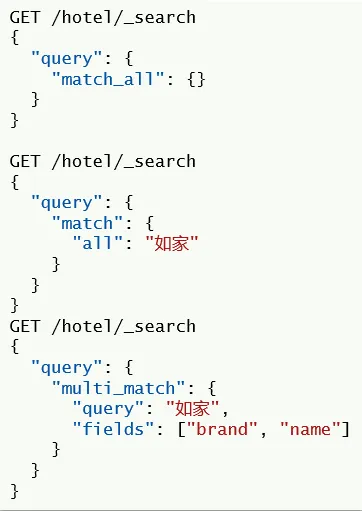 GET /hotel/_search
{
  "query": {
    "match_all": {}
  }
}

GET /hotel/_search
{
  "query": {
    "match": {
      "all": "如家"
    }
  }
}
GET /hotel/_search
{
  "query": {
    "multi_match": {
      "query": "如家",
      "fields": ["brand", "name"]
    }
  }
}